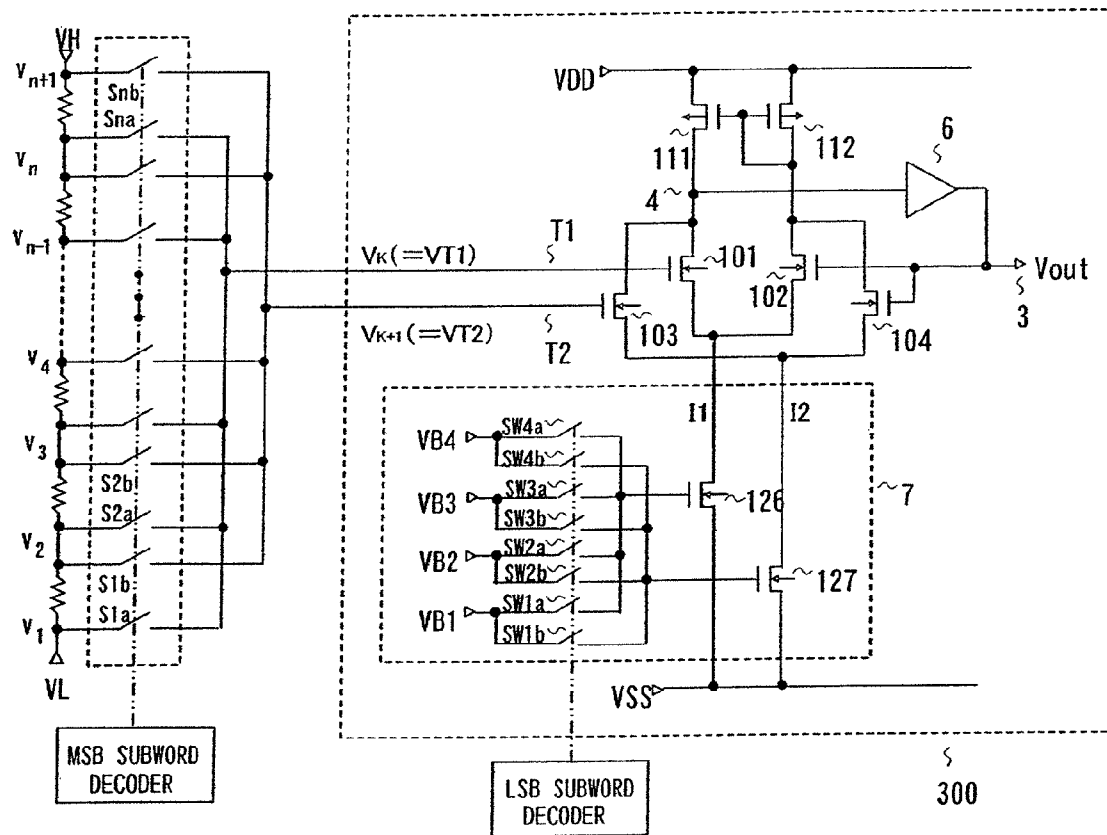 VH
Vn+1
Snb
Sna
Vn
Vn-1
V4
V3
S2b
S2a
V2
S1b
S1a
V1
VL
MSB SUBWORD
DECODER
VDD
111
112
6
4
T1
VK(=VT1)
101
102
Vout
3
VK+1(=VT2)
T2
103
104
I1
I2
VB4
SW4a
SW4b
VB3
SW3a
SW3b
126
7
VB2
SW2a
SW2b
127
VB1
SW1a
SW1b
VSS
LSB SUBWORD
DECODER
300